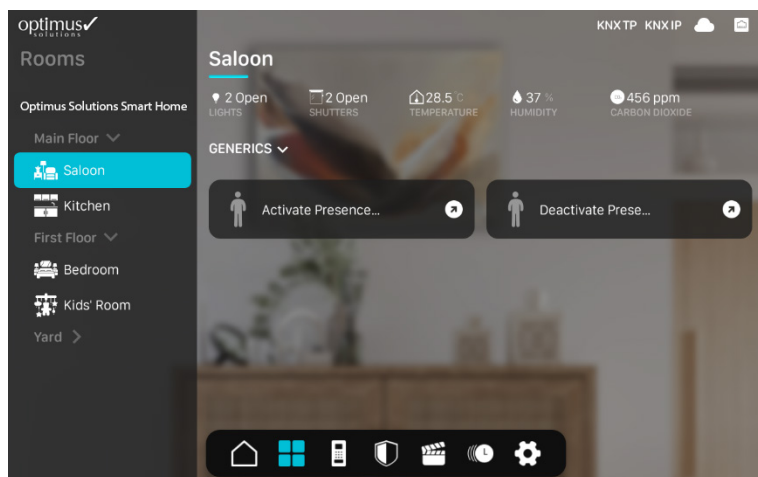 optimus
solutions
KNX TP KNX IP
Rooms
Saloon
Optimus Solutions Smart Home
2 Open
2 Open
28.5 °C
37 %
456 ppm
LIGHTS
SHUTTERS
TEMPERATURE
HUMIDITY
CARBON DIOXIDE
Main Floor
GENERICS
Saloon
Kitchen
Activate Presence...
Deactivate Prese...
First Floor
Bedroom
Kids' Room
Yard